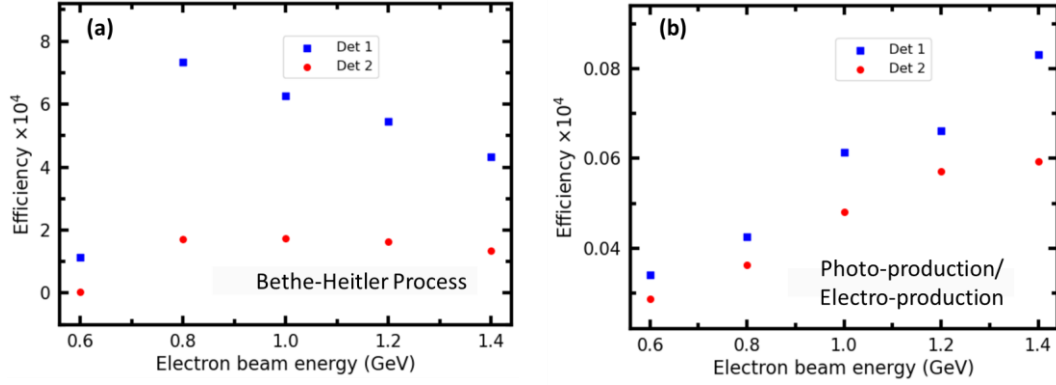 (a)
Det 1
Det 2
Efficiency ×10⁴
8
6
4
2
0
Bethe-Heitler Process
0.6 0.8 1.0 1.2 1.4
Electron beam energy (GeV)
(b)
Det 1
Det 2
Efficiency ×10⁴
0.08
0.06
0.04
Photo-production/
Electro-production
0.6 0.8 1.0 1.2 1.4
Electron beam energy (GeV)